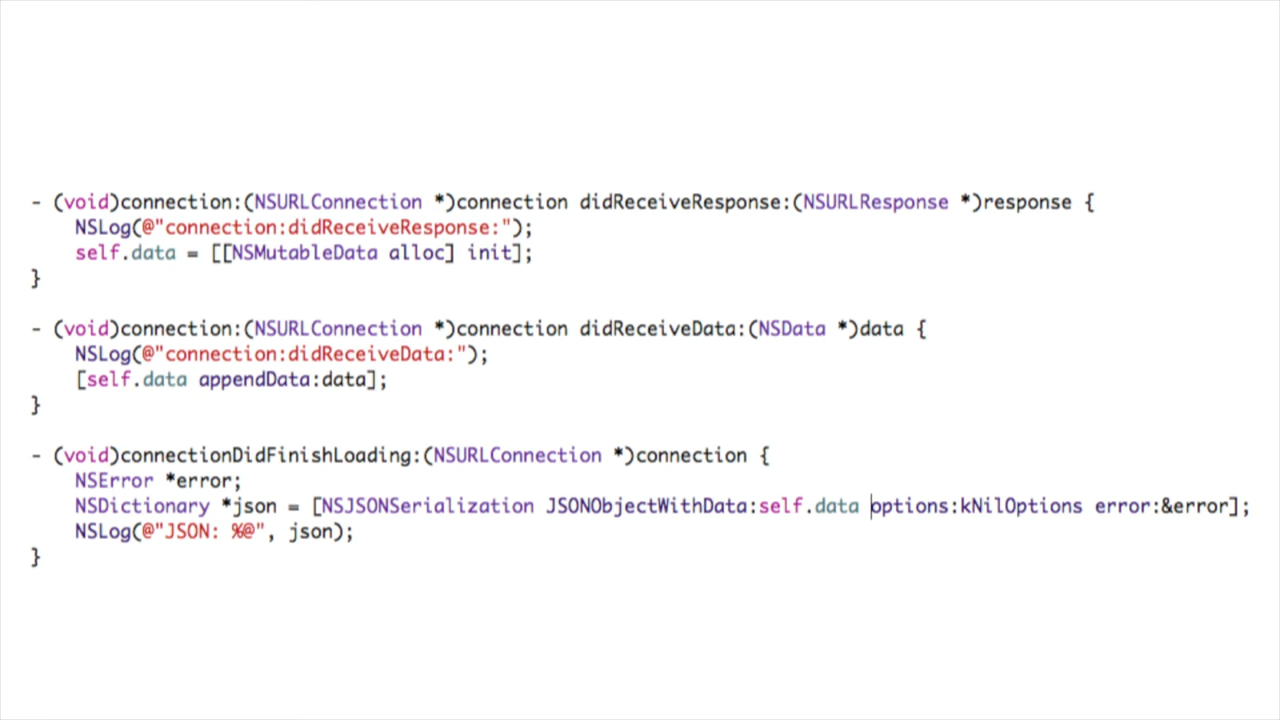 - (void)connection:(NSURLConnection *)connection didReceiveResponse:(NSURLResponse *)response {
NSLog(@"connection:didReceiveResponse:");
self.data = [[NSMutableData alloc] init];
}
- (void)connection:(NSURLConnection *)connection didReceiveData:(NSData *)data {
NSLog(@"connection:didReceiveData:");
[self.data appendData:data];
}
- (void)connectionDidFinishLoading:(NSURLConnection *)connection {
NSError *error;
NSDictionary *json = [NSJSONSerialization JSONObjectWithData:self.data options:kNilOptions error:&error];
NSLog(@"JSON: %@", json);
}